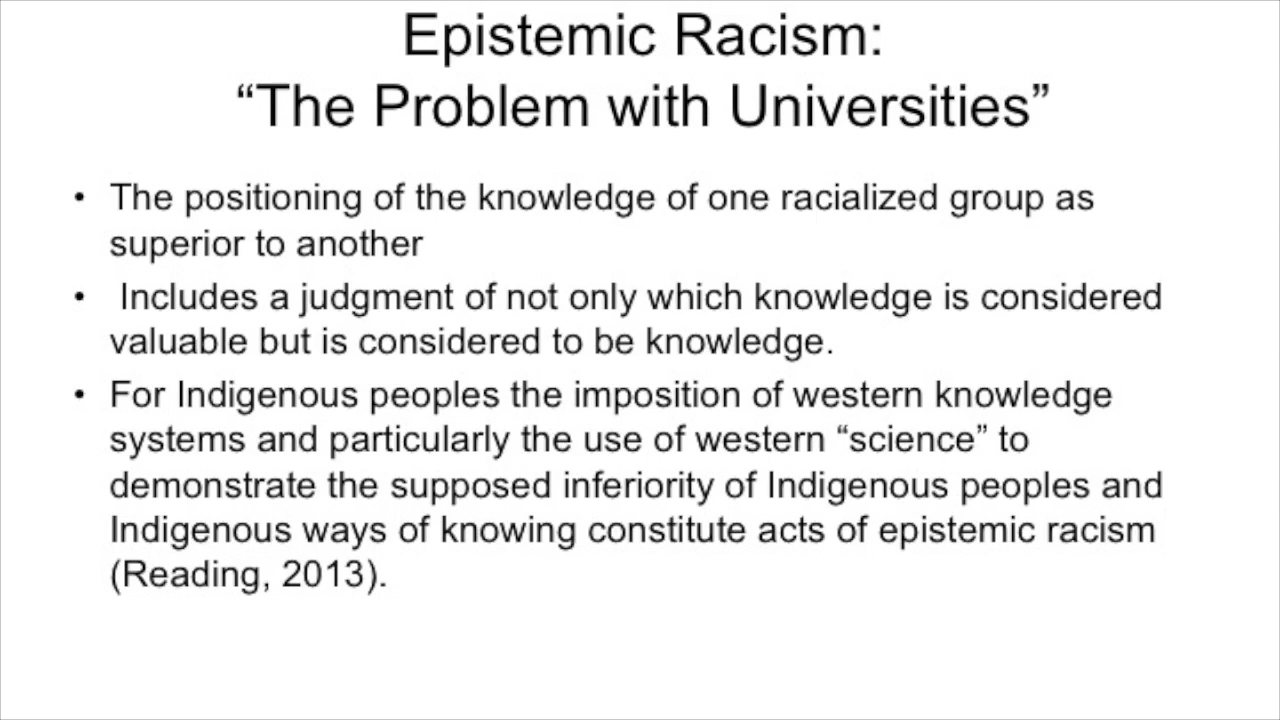 Epistemic Racism:
“The Problem with Universities”
• The positioning of the knowledge of one racialized group as
superior to another
• Includes a judgment of not only which knowledge is considered
valuable but is considered to be knowledge.
• For Indigenous peoples the imposition of western knowledge
systems and particularly the use of western “science” to
demonstrate the supposed inferiority of Indigenous peoples and
Indigenous ways of knowing constitute acts of epistemic racism
(Reading, 2013).